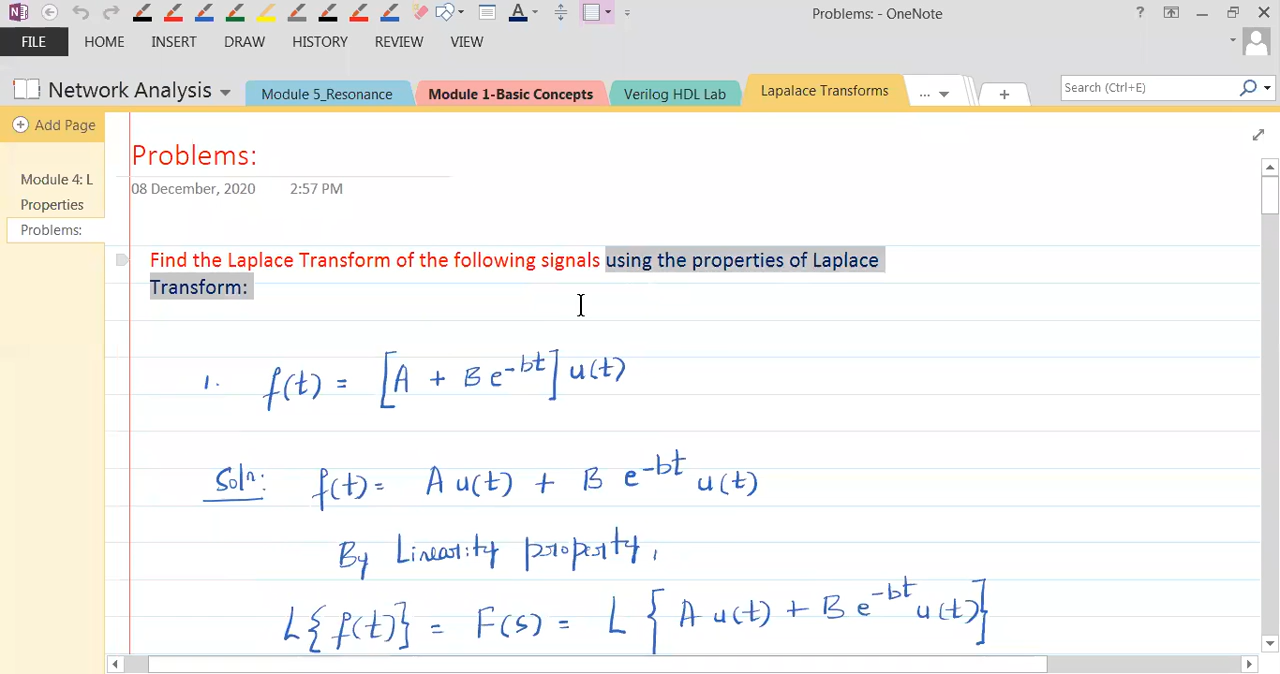 Problems: - OneNote
?
FILE HOME INSERT DRAW HISTORY REVIEW VIEW
Network Analysis Module 5_Resonance Module 1-Basic Concepts Verilog HDL Lab Lapalace Transforms ... + Search (Ctrl+E)
+ Add Page
Module 4: L
Properties
Problems:
Problems:
08 December, 2020 2:57 PM
Find the Laplace Transform of the following signals using the properties of Laplace
Transform:
1. f(t) = [A + B e^{-bt}] u(t)
Soln: f(t) = A u(t) + B e^{-bt} u(t)
By Linearity property,
L{f(t)} = F(s) = L { A u(t) + B e^{-bt} u(t)}